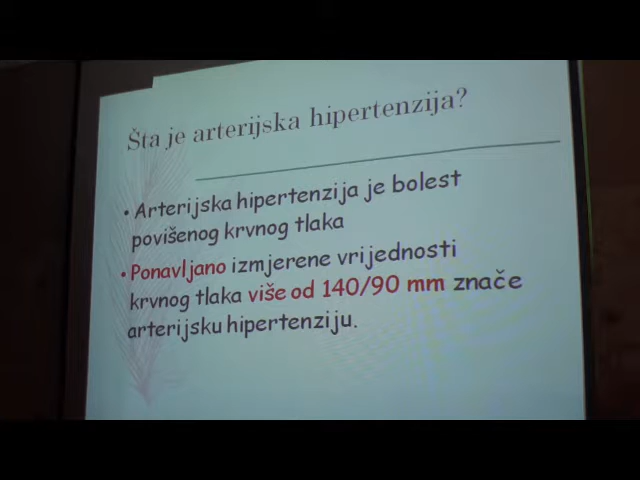 Šta je arterijska hipertenzija?
• Arterijska hipertenzija je bolest
povišenog krvnog tlaka
• Ponavljano izmjerene vrijednosti
krvnog tlaka više od 140/90 mm znače
arterijsku hipertenziju.